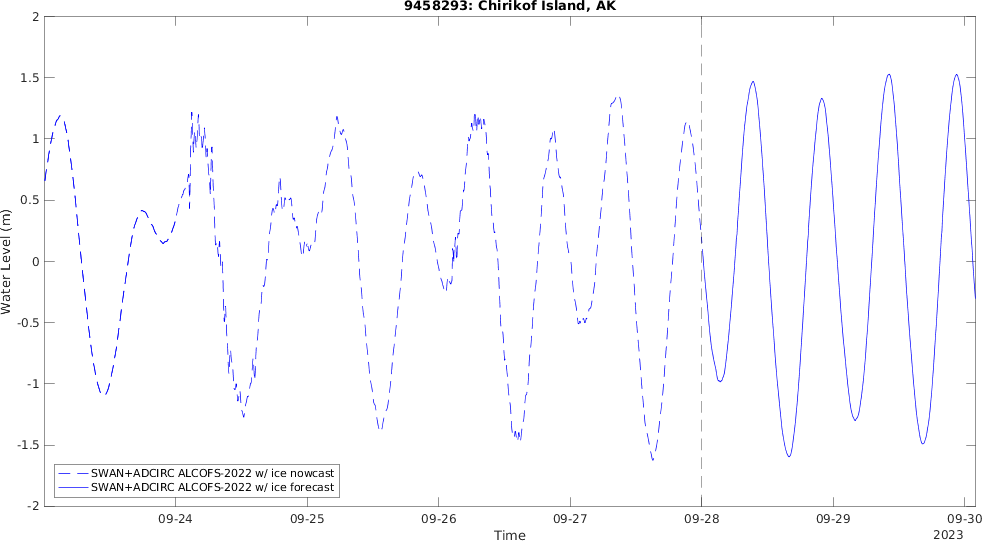 9458293: Chirikof Island, AK
2
1.5
1
0.5
0
-0.5
-1
-1.5
-2
Water Level (m)
SWAN+ADCIRC ALCOFS-2022 w/ ice nowcast
SWAN+ADCIRC ALCOFS-2022 w/ ice forecast
09-24 09-25 09-26 09-27 09-28 09-29 09-30
Time
2023